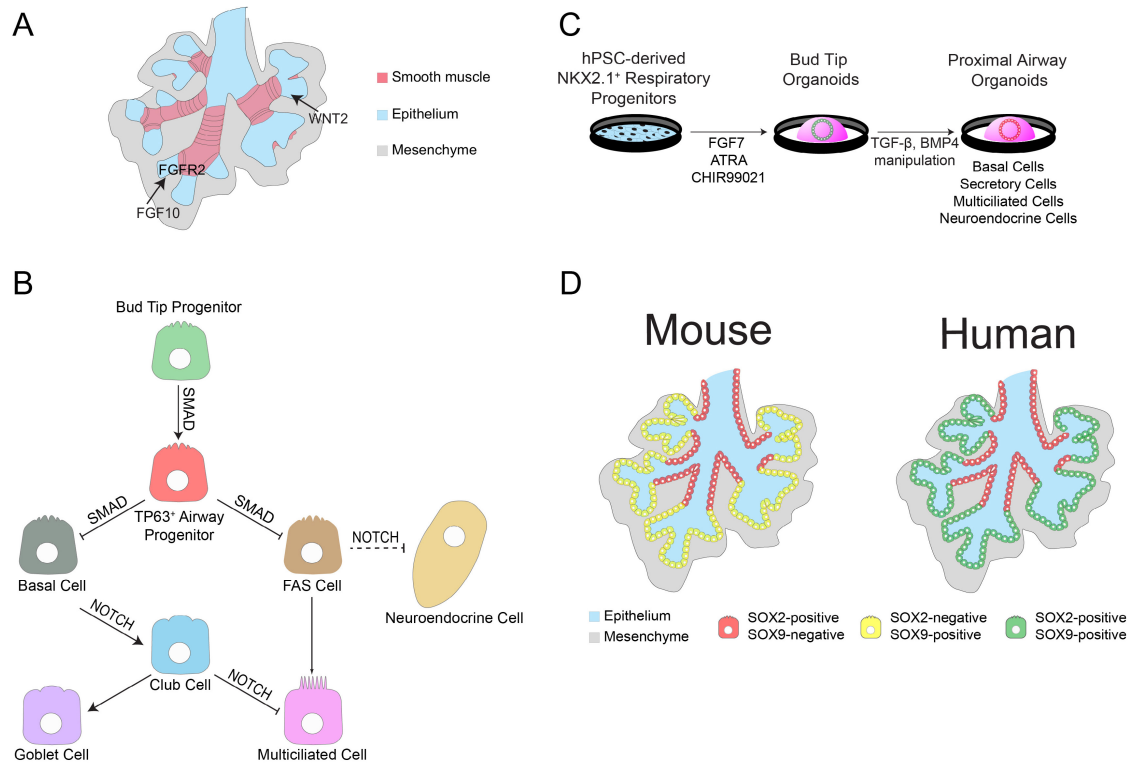 A
Smooth muscle
Epithelium
Mesenchyme
WNT2
FGFR2
FGF10
B
Bud Tip Progenitor
SMAD
SMAD
SMAD
TP63⁺ Airway
Progenitor
Basal Cell
FAS Cell
NOTCH
Neuroendocrine Cell
NOTCH
Club Cell
NOTCH
Goblet Cell
Multiciliated Cell
C
hPSC-derived
NKX2.1⁺ Respiratory
Progenitors
Bud Tip
Organoids
Proximal Airway
Organoids
FGF7
ATRA
CHIR99021
TGF-β, BMP4
manipulation
Basal Cells
Secretory Cells
Multiciliated Cells
Neuroendocrine Cells
D
Mouse
Human
Epithelium
Mesenchyme
SOX2-positive
SOX9-negative
SOX2-negative
SOX9-positive
SOX2-positive
SOX9-positive